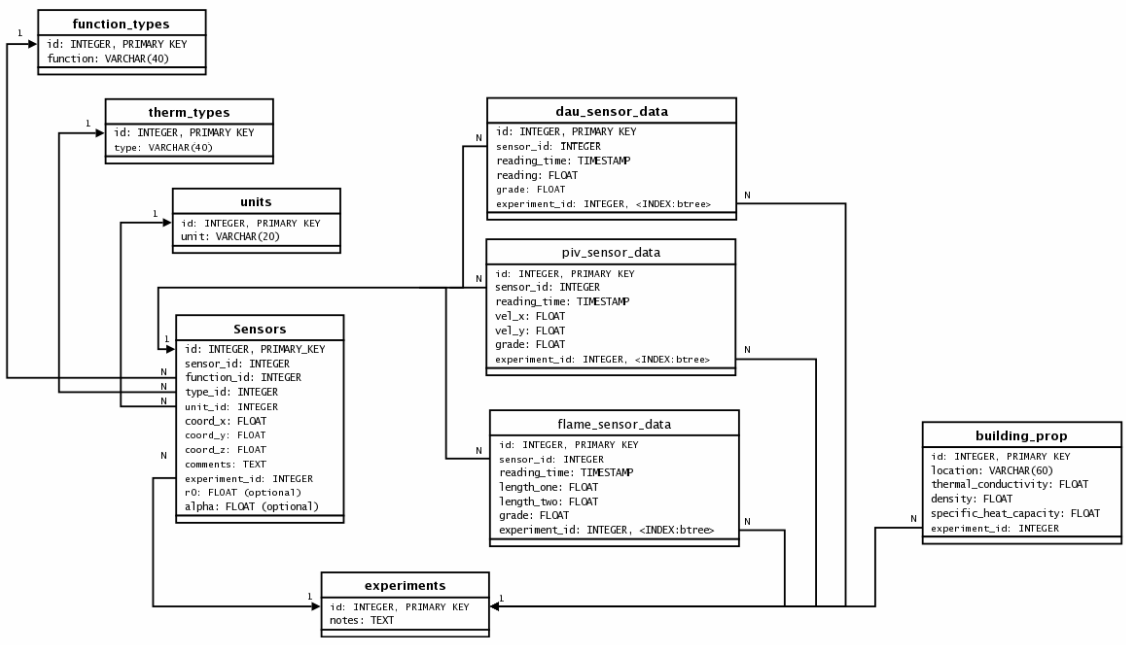 function_types
id: INTEGER, PRIMARY KEY
function: VARCHAR(40)
1
therm_types
id: INTEGER, PRIMARY KEY
type: VARCHAR(40)
1
units
id: INTEGER, PRIMARY KEY
unit: VARCHAR(20)
1
Sensors
id: INTEGER, PRIMARY_KEY
sensor_id: INTEGER
function_id: INTEGER
type_id: INTEGER
unit_id: INTEGER
coord_x: FLOAT
coord_y: FLOAT
coord_z: FLOAT
comments: TEXT
experiment_id: INTEGER
r0: FLOAT (optional)
alpha: FLOAT (optional)
1
N
N
N
N
dau_sensor_data
id: INTEGER, PRIMARY KEY
sensor_id: INTEGER
reading_time: TIMESTAMP
reading: FLOAT
grade: FLOAT
experiment_id: INTEGER, <INDEX:btree>
N
N
piv_sensor_data
id: INTEGER, PRIMARY KEY
sensor_id: INTEGER
reading_time: TIMESTAMP
vel_x: FLOAT
vel_y: FLOAT
grade: FLOAT
experiment_id: INTEGER, <INDEX:btree>
N
N
flame_sensor_data
id: INTEGER, PRIMARY KEY
sensor_id: INTEGER
reading_time: TIMESTAMP
length_one: FLOAT
length_two: FLOAT
grade: FLOAT
experiment_id: INTEGER, <INDEX:btree>
N
N
building_prop
id: INTEGER, PRIMARY KEY
location: VARCHAR(60)
thermal_conductivity: FLOAT
density: FLOAT
specific_heat_capacity: FLOAT
experiment_id: INTEGER
N
experiments
id: INTEGER, PRIMARY KEY
notes: TEXT
1
1